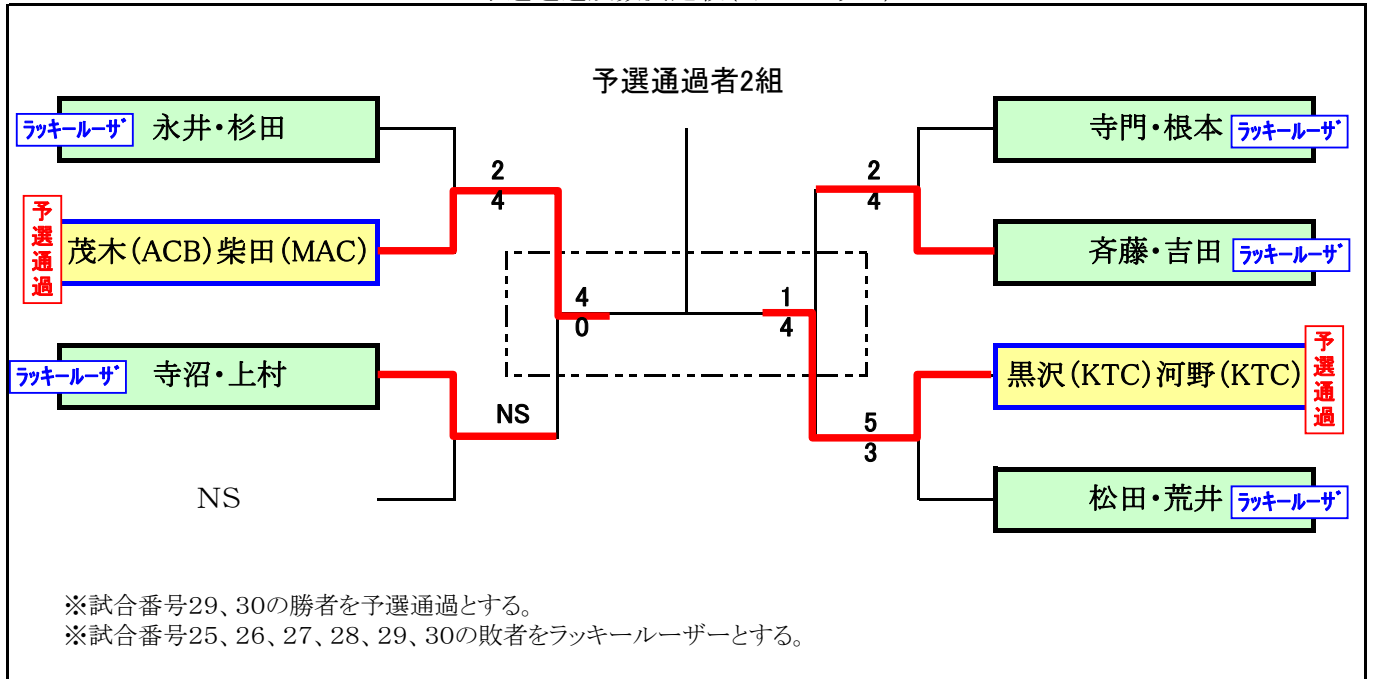 予選通過者2組
ラッキールーザ 永井・杉田
寺門・根本 ラッキールーザ
2
4
2
4
予選通過
茂木(ACB)柴田(MAC)
斉藤・吉田 ラッキールーザ
4
0
1
4
ラッキールーザ 寺沼・上村
黒沢(KTC)河野(KTC)
予選通過
NS
5
3
NS
松田・荒井 ラッキールーザ
※試合番号29、30の勝者を予選通過とする。
※試合番号25、26、27、28、29、30の敗者をラッキールーザーとする。